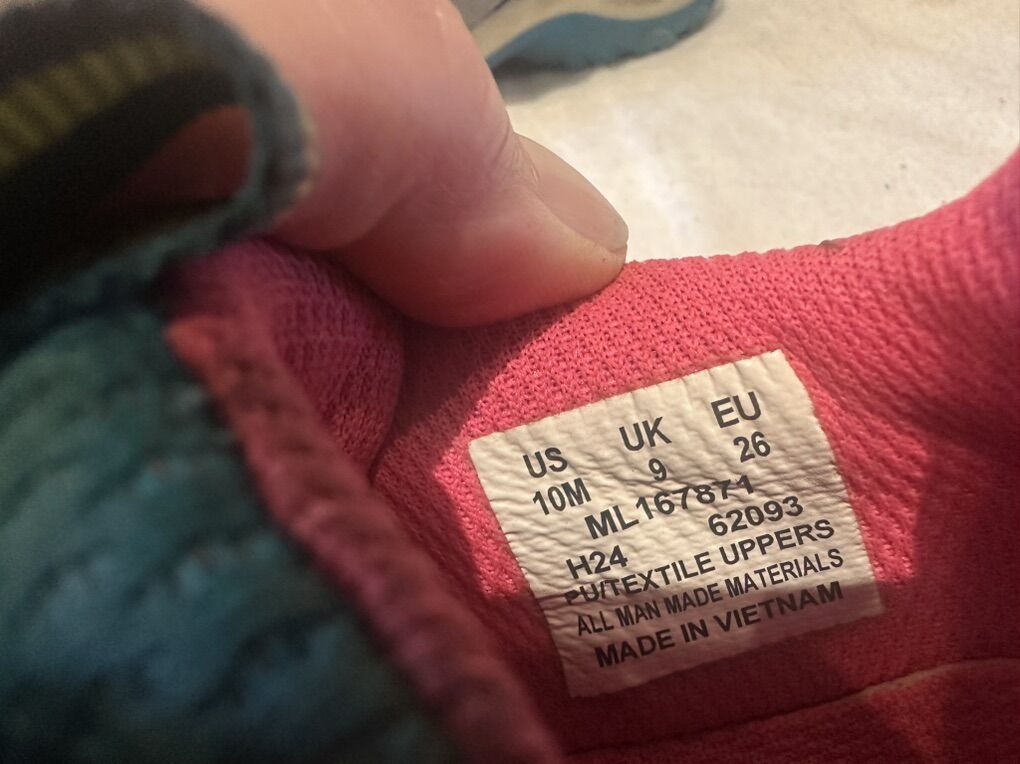 US UK EU
10M 9 26
ML167871
H24 62093
PU/TEXTILE UPPERS
ALL MAN MADE MATERIALS
MADE IN VIETNAM